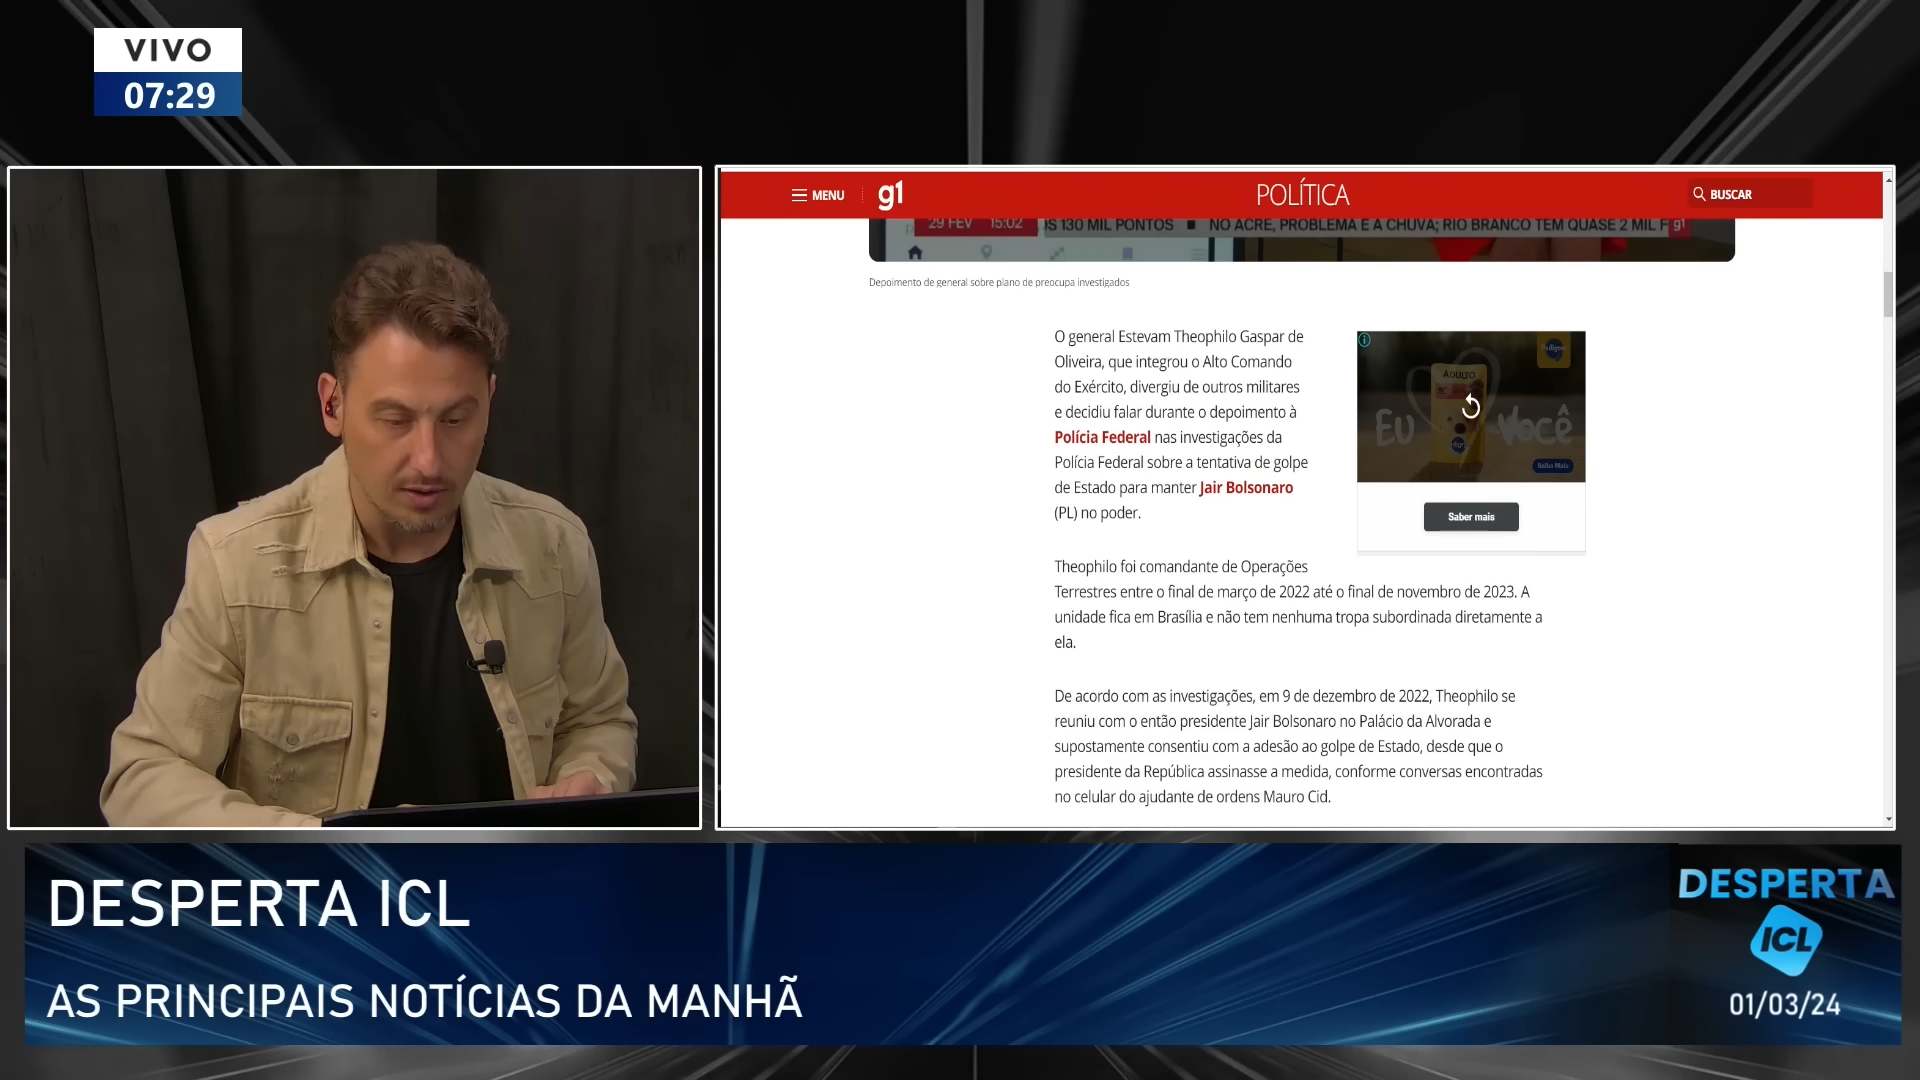 VIVO
07:29
MENU
g1
POLÍTICA
BUSCAR
29 FEV 15:02
OS 130 MIL PONTOS ■ NO ACRE, PROBLEMA É A CHUVA; RIO BRANCO TEM QUASE 2 MIL F
g1
Depoimento de general sobre plano de preocupa investigados
O general Estevam Theophilo Gaspar de
Oliveira, que integrou o Alto Comando
do Exército, divergiu de outros militares
e decidiu falar durante o depoimento à
Polícia Federal nas investigações da
Polícia Federal sobre a tentativa de golpe
de Estado para manter Jair Bolsonaro
(PL) no poder.
Pedigree
ADULTO
EU VOCÊ
Saiba Mais
Saber mais
Theophilo foi comandante de Operações
Terrestres entre o final de março de 2022 até o final de novembro de 2023. A
unidade fica em Brasília e não tem nenhuma tropa subordinada diretamente a
ela.
De acordo com as investigações, em 9 de dezembro de 2022, Theophilo se
reuniu com o então presidente Jair Bolsonaro no Palácio da Alvorada e
supostamente consentiu com a adesão ao golpe de Estado, desde que o
presidente da República assinasse a medida, conforme conversas encontradas
no celular do ajudante de ordens Mauro Cid.
DESPERTA ICL
AS PRINCIPAIS NOTÍCIAS DA MANHÃ
DESPERTA
ICL
01/03/24